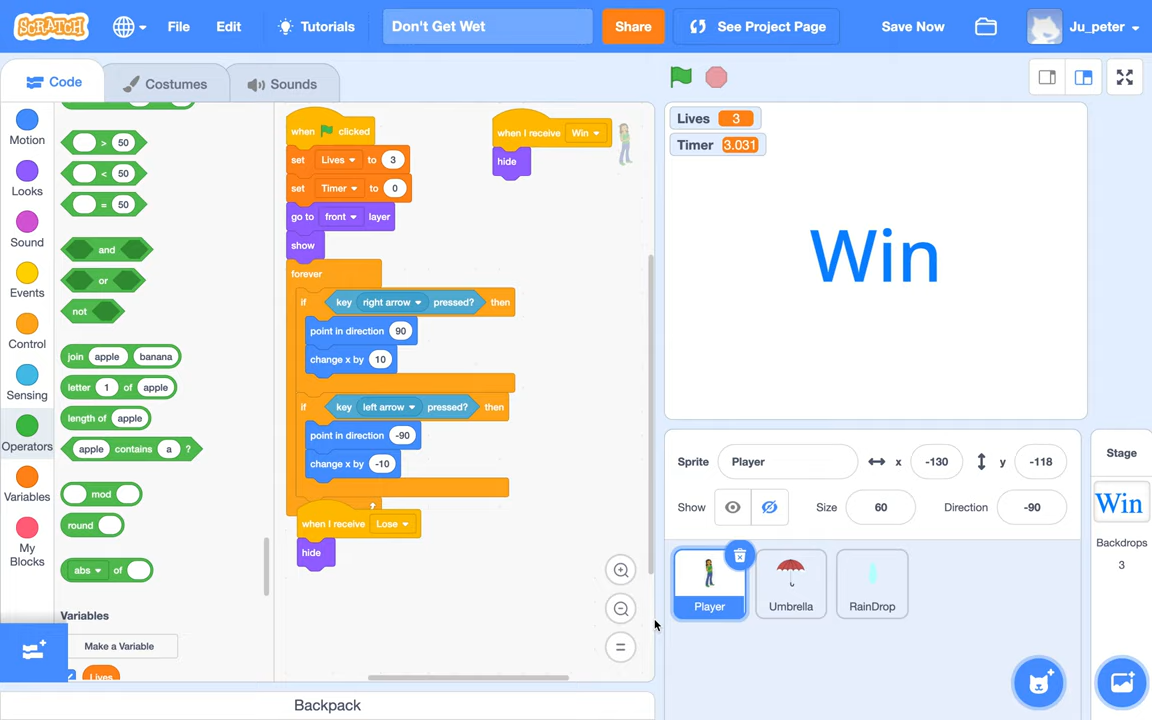 SCRATCH
File
Edit
Tutorials
Don't Get Wet
Share
See Project Page
Save Now
Ju_peter
Code
Costumes
Sounds
Motion
Looks
Sound
Events
Control
Sensing
Operators
Variables
My
Blocks
> 50
< 50
= 50
and
or
not
join apple banana
letter 1 of apple
length of apple
apple contains a ?
mod
round
abs of
Variables
Make a Variable
Lives
when clicked
set Lives to 3
set Timer to 0
go to front layer
show
forever
if key right arrow pressed? then
point in direction 90
change x by 10
if key left arrow pressed? then
point in direction -90
change x by -10
when I receive Lose
hide
when I receive Win
hide
Backpack
Lives 3
Timer 3.031
Win
Sprite Player x -130 y -118
Show Size 60 Direction -90
Player
Umbrella
RainDrop
Stage
Win
Backdrops
3